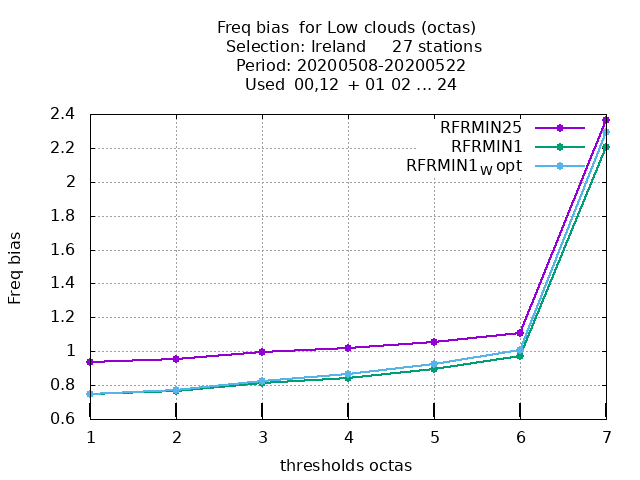 Freq bias  for Low clouds (octas)
Selection: Ireland     27 stations
Period: 20200508-20200522
Used  00,12  + 01 02 ... 24
2.4
2.2
2
1.8
1.6
1.4
1.2
1
0.8
0.6
Freq bias
RFRMIN25
RFRMIN1
RFRMIN1W opt
1 2 3 4 5 6 7
thresholds octas